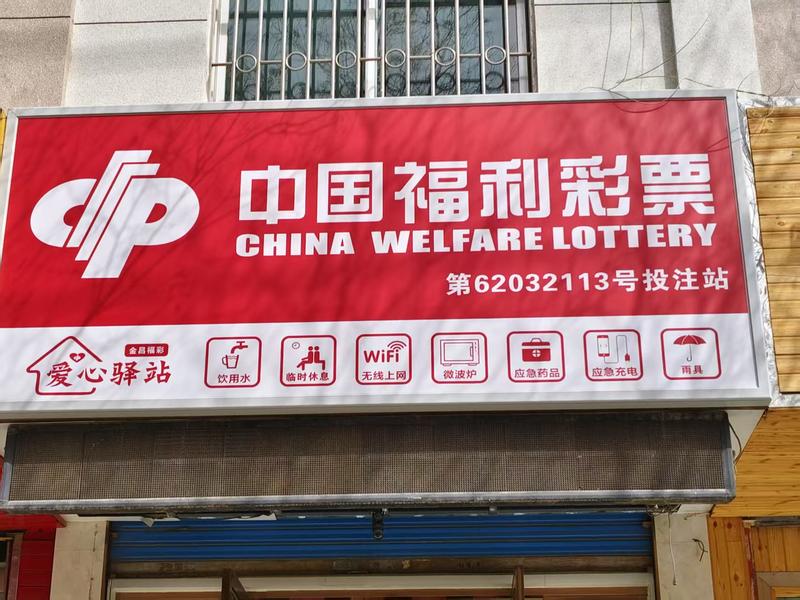 中国福利彩票
CHINA WELFARE LOTTERY
第62032113号投注站
金昌福彩
爱心驿站
饮用水
临时休息
WiFi
无线上网
微波炉
应急药品
应急充电
雨具